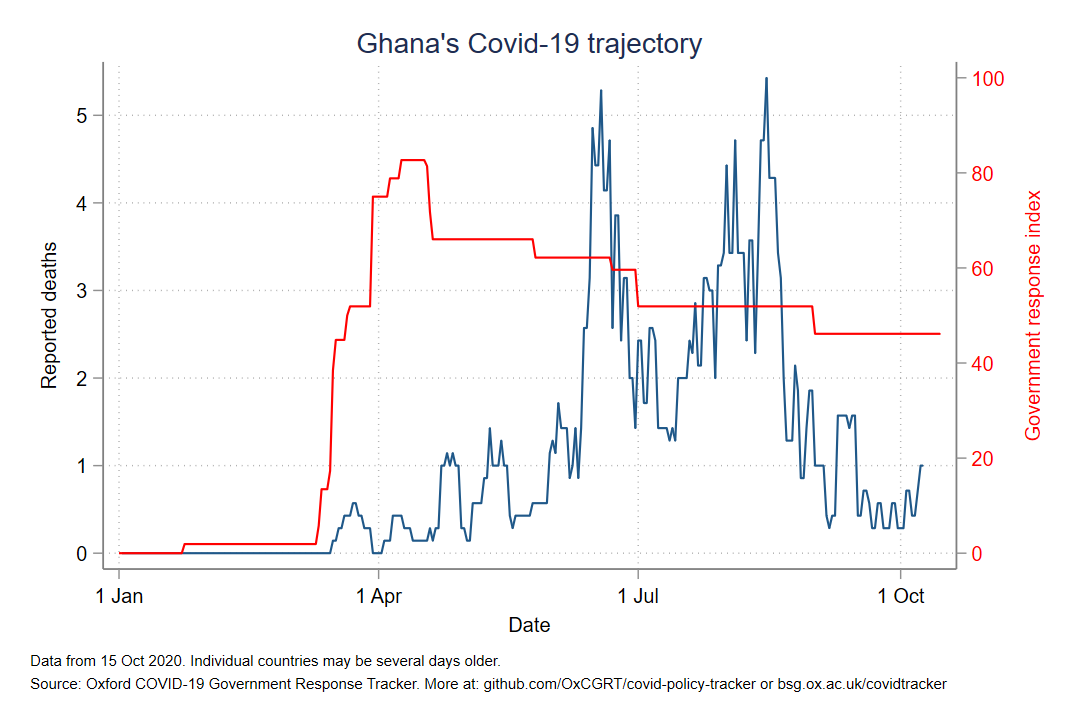 Ghana's Covid-19 trajectory
Reported deaths
5
4
3
2
1
0
100
80
60
40
20
0
Government response index
1 Jan
1 Apr
1 Jul
1 Oct
Date
Data from 15 Oct 2020. Individual countries may be several days older.
Source: Oxford COVID-19 Government Response Tracker. More at: github.com/OxCGRT/covid-policy-tracker or bsg.ox.ac.uk/covidtracker